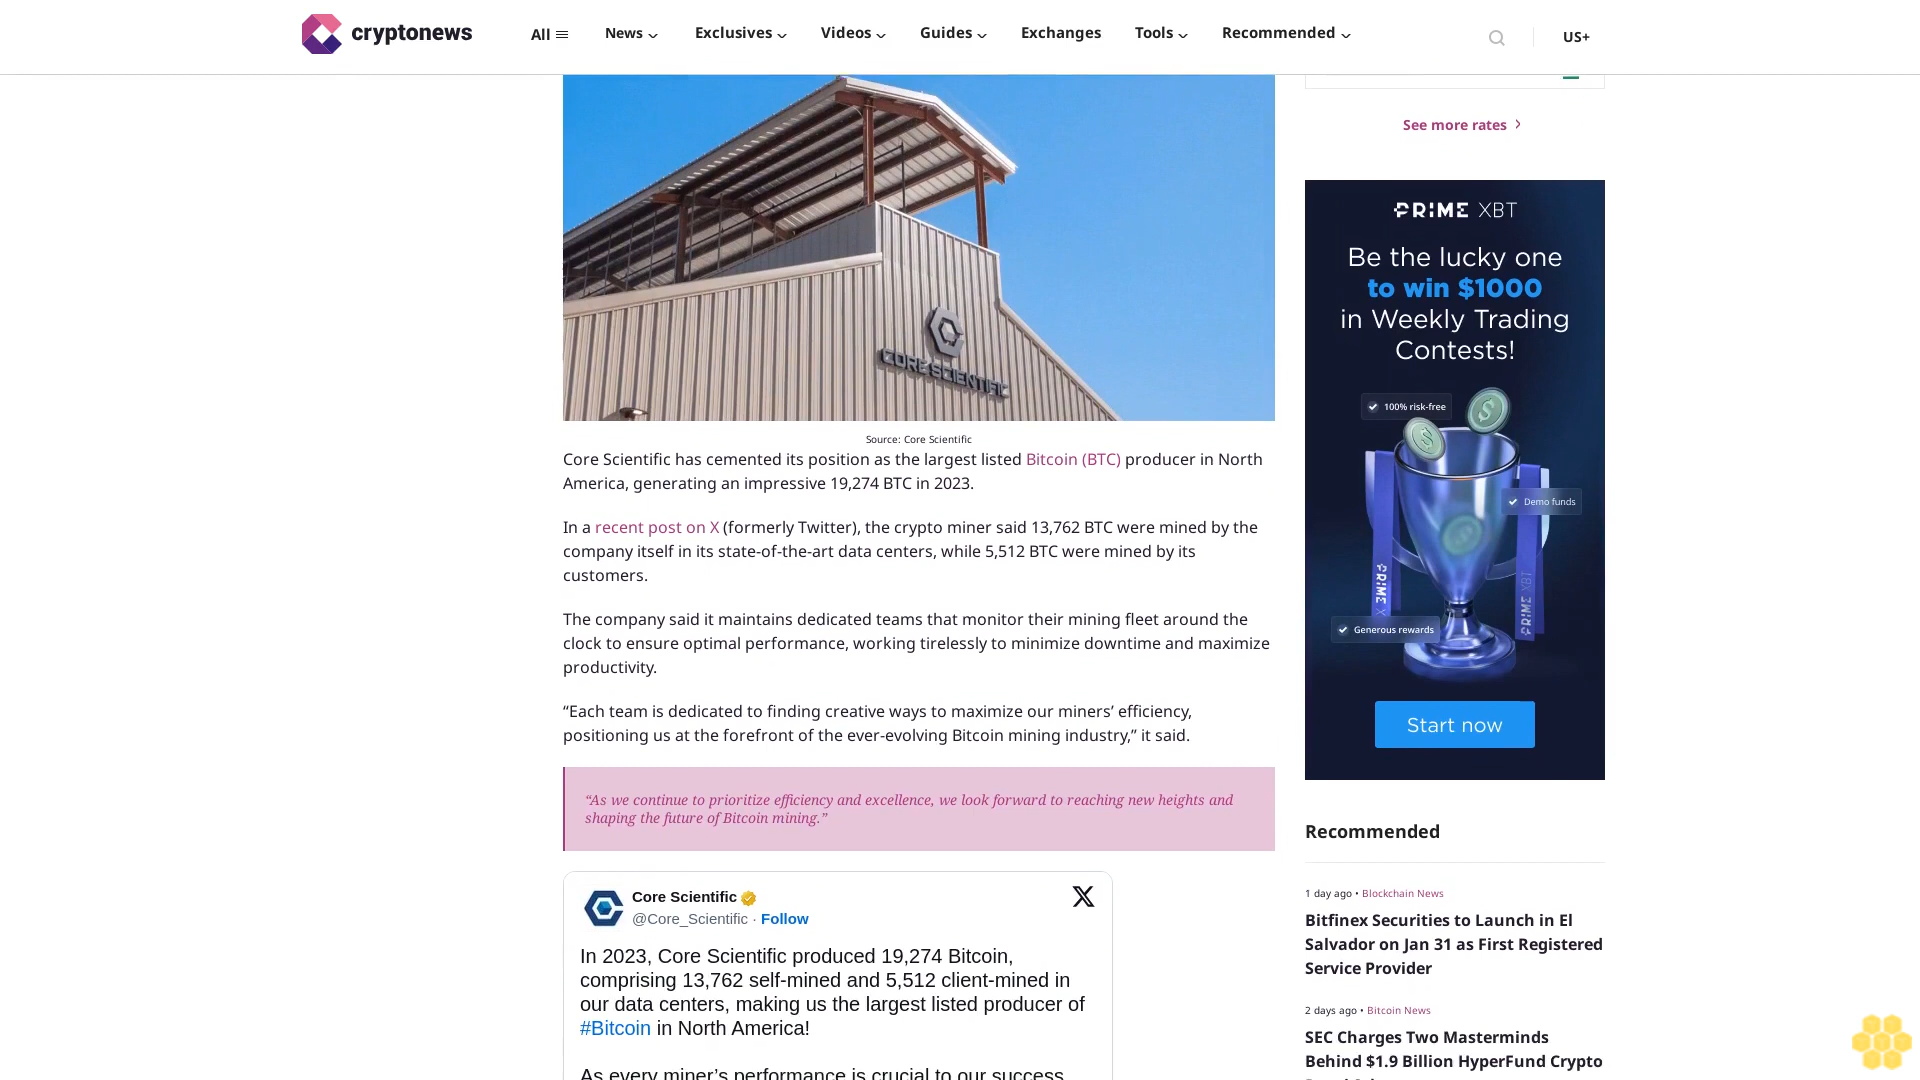 cryptonews
All
News
Exclusives
Videos
Guides
Exchanges
Tools
Recommended
US+
CORE SCIENTIFIC
Source: Core Scientific
Core Scientific has cemented its position as the largest listed Bitcoin (BTC) producer in North
America, generating an impressive 19,274 BTC in 2023.
In a recent post on X (formerly Twitter), the crypto miner said 13,762 BTC were mined by the
company itself in its state-of-the-art data centers, while 5,512 BTC were mined by its
customers.
The company said it maintains dedicated teams that monitor their mining fleet around the
clock to ensure optimal performance, working tirelessly to minimize downtime and maximize
productivity.
“Each team is dedicated to finding creative ways to maximize our miners’ efficiency,
positioning us at the forefront of the ever-evolving Bitcoin mining industry,” it said.
“As we continue to prioritize efficiency and excellence, we look forward to reaching new heights and
shaping the future of Bitcoin mining.”
Core Scientific
@Core_Scientific · Follow
In 2023, Core Scientific produced 19,274 Bitcoin,
comprising 13,762 self-mined and 5,512 client-mined in
our data centers, making us the largest listed producer of
#Bitcoin in North America!
As every miner’s performance is crucial to our success,
See more rates
PRIME XBT
Be the lucky one
to win $1000
in Weekly Trading
Contests!
100% risk-free
Demo funds
PRIME X
PRIME XBT
Generous rewards
Start now
Recommended
1 day ago • Blockchain News
Bitfinex Securities to Launch in El
Salvador on Jan 31 as First Registered
Service Provider
2 days ago • Bitcoin News
SEC Charges Two Masterminds
Behind $1.9 Billion HyperFund Crypto